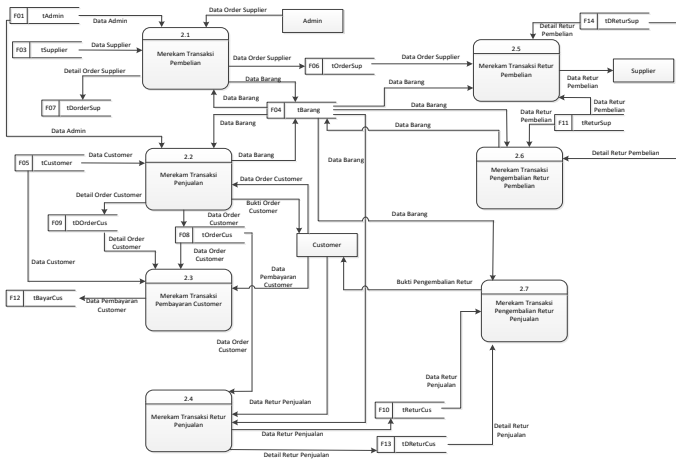 F01 tAdmin
Data Admin
Data Order Supplier
Admin
F14 tDReturSup
Detail Retur
Pembelian
F03 tSupplier
Data Supplier
2.1
Merekam Transaksi
Pembelian
2.5
Merekam Transaksi Retur
Pembelian
Data Order Supplier
F06 tOrderSup
Data Order Supplier
Supplier
Detail Order Supplier
Data Barang
Data Barang
Data Retur
Pembelian
Data Retur
Pembelian
F07 tDorderSup
Data Barang
F04 tBarang
Data Barang
Data Retur
Pembelian
F11 tReturSup
Data Barang
Data Barang
Data Admin
2.2
Merekam Transaksi
Penjualan
F05 tCustomer
Data Customer
Data Barang
Data Barang
2.6
Merekam Transaksi
Pengembalian Retur
Pembelian
Detail Retur Pembelian
Data Order Customer
Detail Order Customer
Bukti Order
Customer
F09 tDOrderCus
Data Order
Customer
F08 tOrderCus
Data Barang
Detail Order
Customer
Data Order
Customer
Customer
Data Customer
2.3
Merekam Transaksi
Pembayaran Customer
Data
Pembayaran
Customer
Bukti Pengembalian Retur
2.7
Merekam Transaksi
Pengembalian Retur
Penjualan
F12 tBayarCus
Data Pembayaran
Customer
Data Order
Customer
Data Retur
Penjualan
2.4
Merekam Transaksi Retur
Penjualan
Data Retur Penjualan
F10 tReturCus
Data Retur Penjualan
F13 tDReturCus
Detail Retur
Penjualan
Detail Retur Penjualan